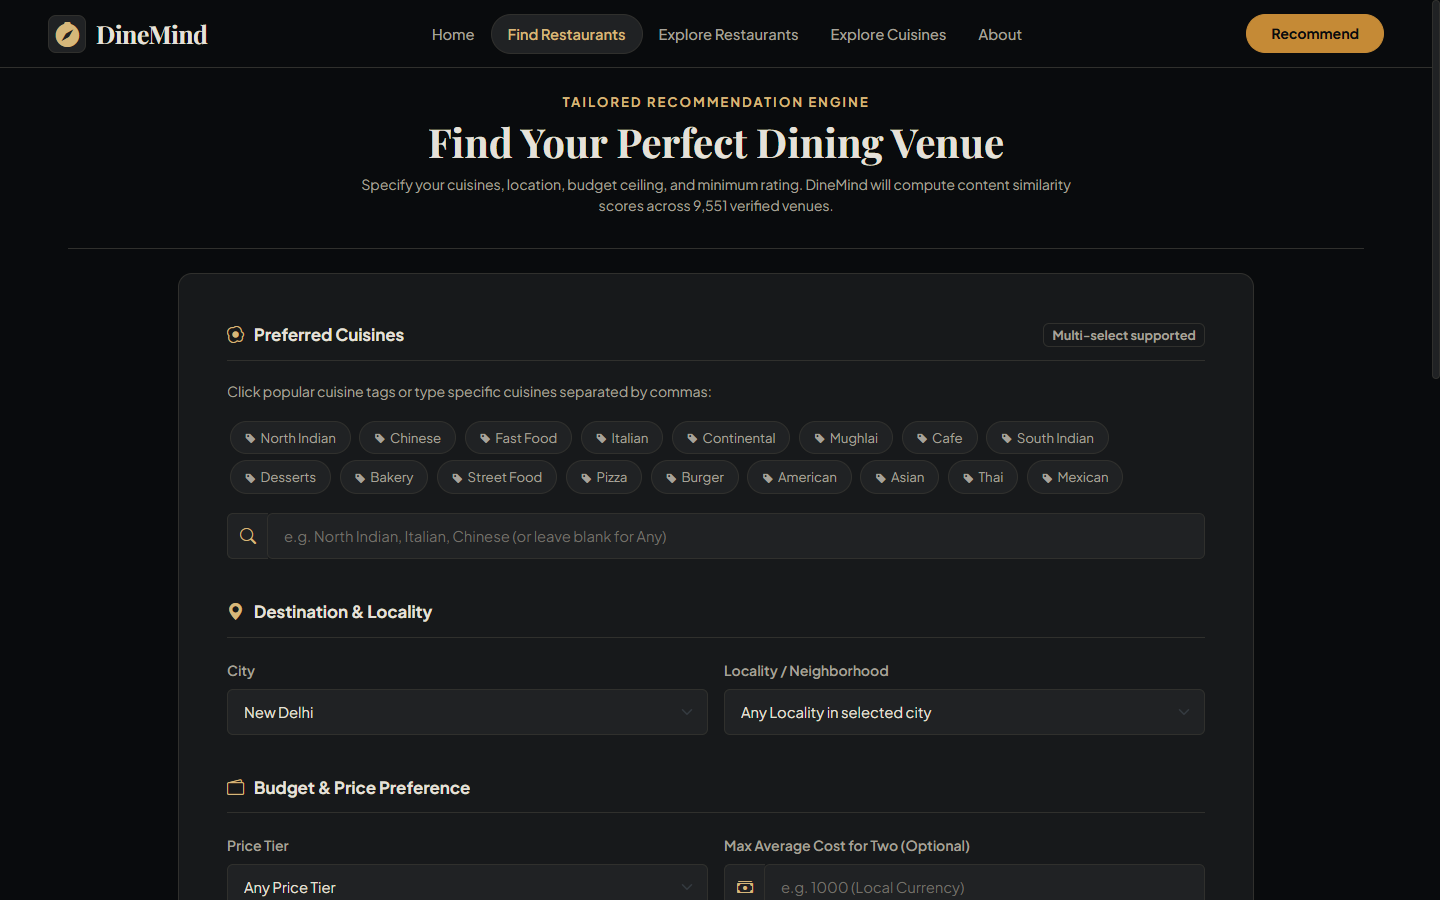 DineMind
Home
Find Restaurants
Explore Restaurants
Explore Cuisines
About
Recommend
TAILORED RECOMMENDATION ENGINE
Find Your Perfect Dining Venue
Specify your cuisines, location, budget ceiling, and minimum rating. DineMind will compute content similarity
scores across 9,551 verified venues.
Preferred Cuisines
Multi-select supported
Click popular cuisine tags or type specific cuisines separated by commas:
North Indian
Chinese
Fast Food
Italian
Continental
Mughlai
Cafe
South Indian
Desserts
Bakery
Street Food
Pizza
Burger
American
Asian
Thai
Mexican
e.g. North Indian, Italian, Chinese (or leave blank for Any)
Destination & Locality
City
Locality / Neighborhood
New Delhi
Any Locality in selected city
Budget & Price Preference
Price Tier
Max Average Cost for Two (Optional)
Any Price Tier
e.g. 1000 (Local Currency)